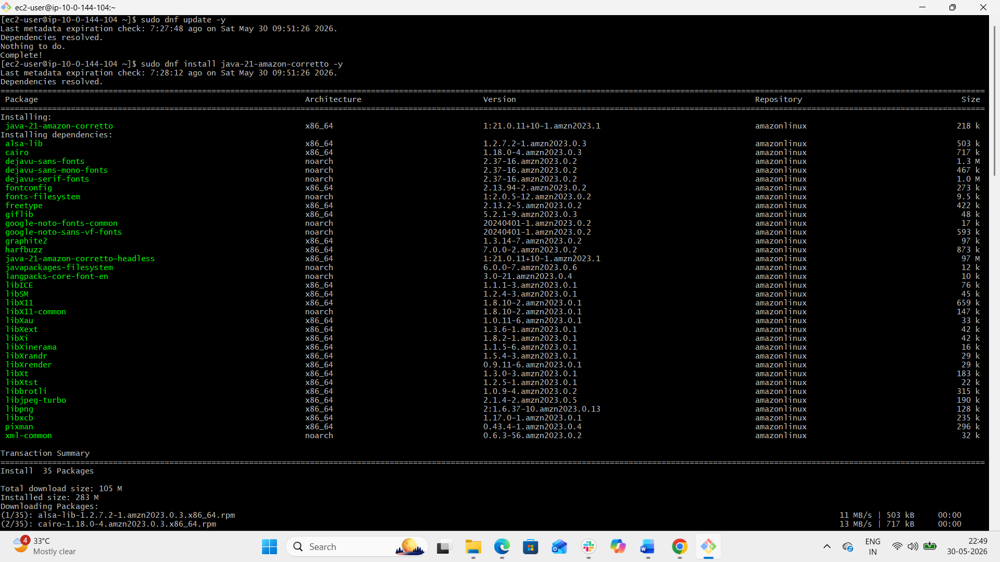 ec2-user@ip-10-0-144-104:~
[ec2-user@ip-10-0-144-104 ~]$ sudo dnf update -y
Last metadata expiration check: 7:27:48 ago on Sat May 30 09:51:26 2026.
Dependencies resolved.
Nothing to do.
Complete!
[ec2-user@ip-10-0-144-104 ~]$ sudo dnf install java-21-amazon-corretto -y
Last metadata expiration check: 7:28:12 ago on Sat May 30 09:51:26 2026.
Dependencies resolved.
Package Architecture Version Repository Size
Installing:
java-21-amazon-corretto x86_64 1:21.0.11+10-1.amzn2023.1 amazonlinux 218 k
Installing dependencies:
alsa-lib x86_64 1.2.7.2-1.amzn2023.0.3 amazonlinux 503 k
cairo x86_64 1.18.0-4.amzn2023.0.3 amazonlinux 717 k
dejavu-sans-fonts noarch 2.37-16.amzn2023.0.2 amazonlinux 1.3 M
dejavu-sans-mono-fonts noarch 2.37-16.amzn2023.0.2 amazonlinux 467 k
dejavu-serif-fonts noarch 2.37-16.amzn2023.0.2 amazonlinux 1.0 M
fontconfig x86_64 2.13.94-2.amzn2023.0.2 amazonlinux 273 k
fonts-filesystem noarch 1:2.0.5-12.amzn2023.0.2 amazonlinux 9.5 k
freetype x86_64 2.13.2-5.amzn2023.0.2 amazonlinux 422 k
giflib x86_64 5.2.1-9.amzn2023.0.3 amazonlinux 48 k
google-noto-fonts-common noarch 20240401-1.amzn2023.0.2 amazonlinux 17 k
google-noto-sans-vf-fonts noarch 20240401-1.amzn2023.0.2 amazonlinux 593 k
graphite2 x86_64 1.3.14-7.amzn2023.0.2 amazonlinux 97 k
harfbuzz x86_64 7.0.0-2.amzn2023.0.2 amazonlinux 873 k
java-21-amazon-corretto-headless x86_64 1:21.0.11+10-1.amzn2023.1 amazonlinux 97 M
javapackages-filesystem noarch 6.0.0-7.amzn2023.0.6 amazonlinux 12 k
langpacks-core-font-en noarch 3.0-21.amzn2023.0.4 amazonlinux 10 k
libICE x86_64 1.1.1-3.amzn2023.0.1 amazonlinux 76 k
libSM x86_64 1.2.4-3.amzn2023.0.1 amazonlinux 45 k
libX11 x86_64 1.8.10-2.amzn2023.0.1 amazonlinux 659 k
libX11-common noarch 1.8.10-2.amzn2023.0.1 amazonlinux 147 k
libXau x86_64 1.0.11-6.amzn2023.0.1 amazonlinux 33 k
libXext x86_64 1.3.6-1.amzn2023.0.1 amazonlinux 42 k
libXi x86_64 1.8.2-1.amzn2023.0.1 amazonlinux 42 k
libXinerama x86_64 1.1.5-6.amzn2023.0.1 amazonlinux 16 k
libXrandr x86_64 1.5.4-3.amzn2023.0.1 amazonlinux 29 k
libXrender x86_64 0.9.11-6.amzn2023.0.1 amazonlinux 29 k
libXt x86_64 1.3.0-3.amzn2023.0.1 amazonlinux 183 k
libXtst x86_64 1.2.5-1.amzn2023.0.1 amazonlinux 22 k
libbrotli x86_64 1.0.9-4.amzn2023.0.2 amazonlinux 315 k
libjpeg-turbo x86_64 2.1.4-2.amzn2023.0.5 amazonlinux 190 k
libpng x86_64 2:1.6.37-10.amzn2023.0.13 amazonlinux 128 k
libxcb x86_64 1.17.0-1.amzn2023.0.1 amazonlinux 235 k
pixman x86_64 0.43.4-1.amzn2023.0.4 amazonlinux 296 k
xml-common noarch 0.6.3-56.amzn2023.0.2 amazonlinux 32 k
Transaction Summary
Install 35 Packages
Total download size: 105 M
Installed size: 283 M
Downloading Packages:
(1/35): alsa-lib-1.2.7.2-1.amzn2023.0.3.x86_64.rpm 11 MB/s | 503 kB 00:00
(2/35): cairo-1.18.0-4.amzn2023.0.3.x86_64.rpm 13 MB/s | 717 kB 00:00
4
33°C
Mostly clear
Search
ENG
IN
22:49
30-05-2026